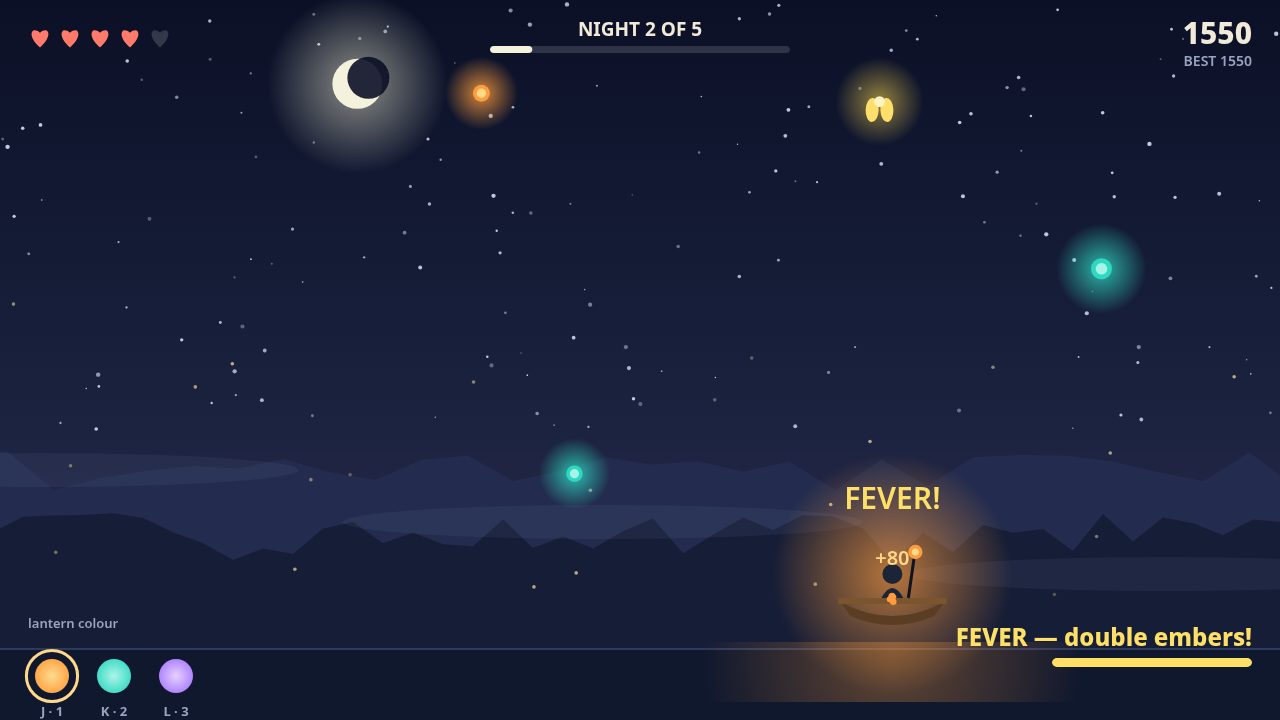 NIGHT 2 OF 5
1550
BEST 1550
FEVER!
+80
lantern colour
FEVER — double embers!
J · 1
K · 2
L · 3